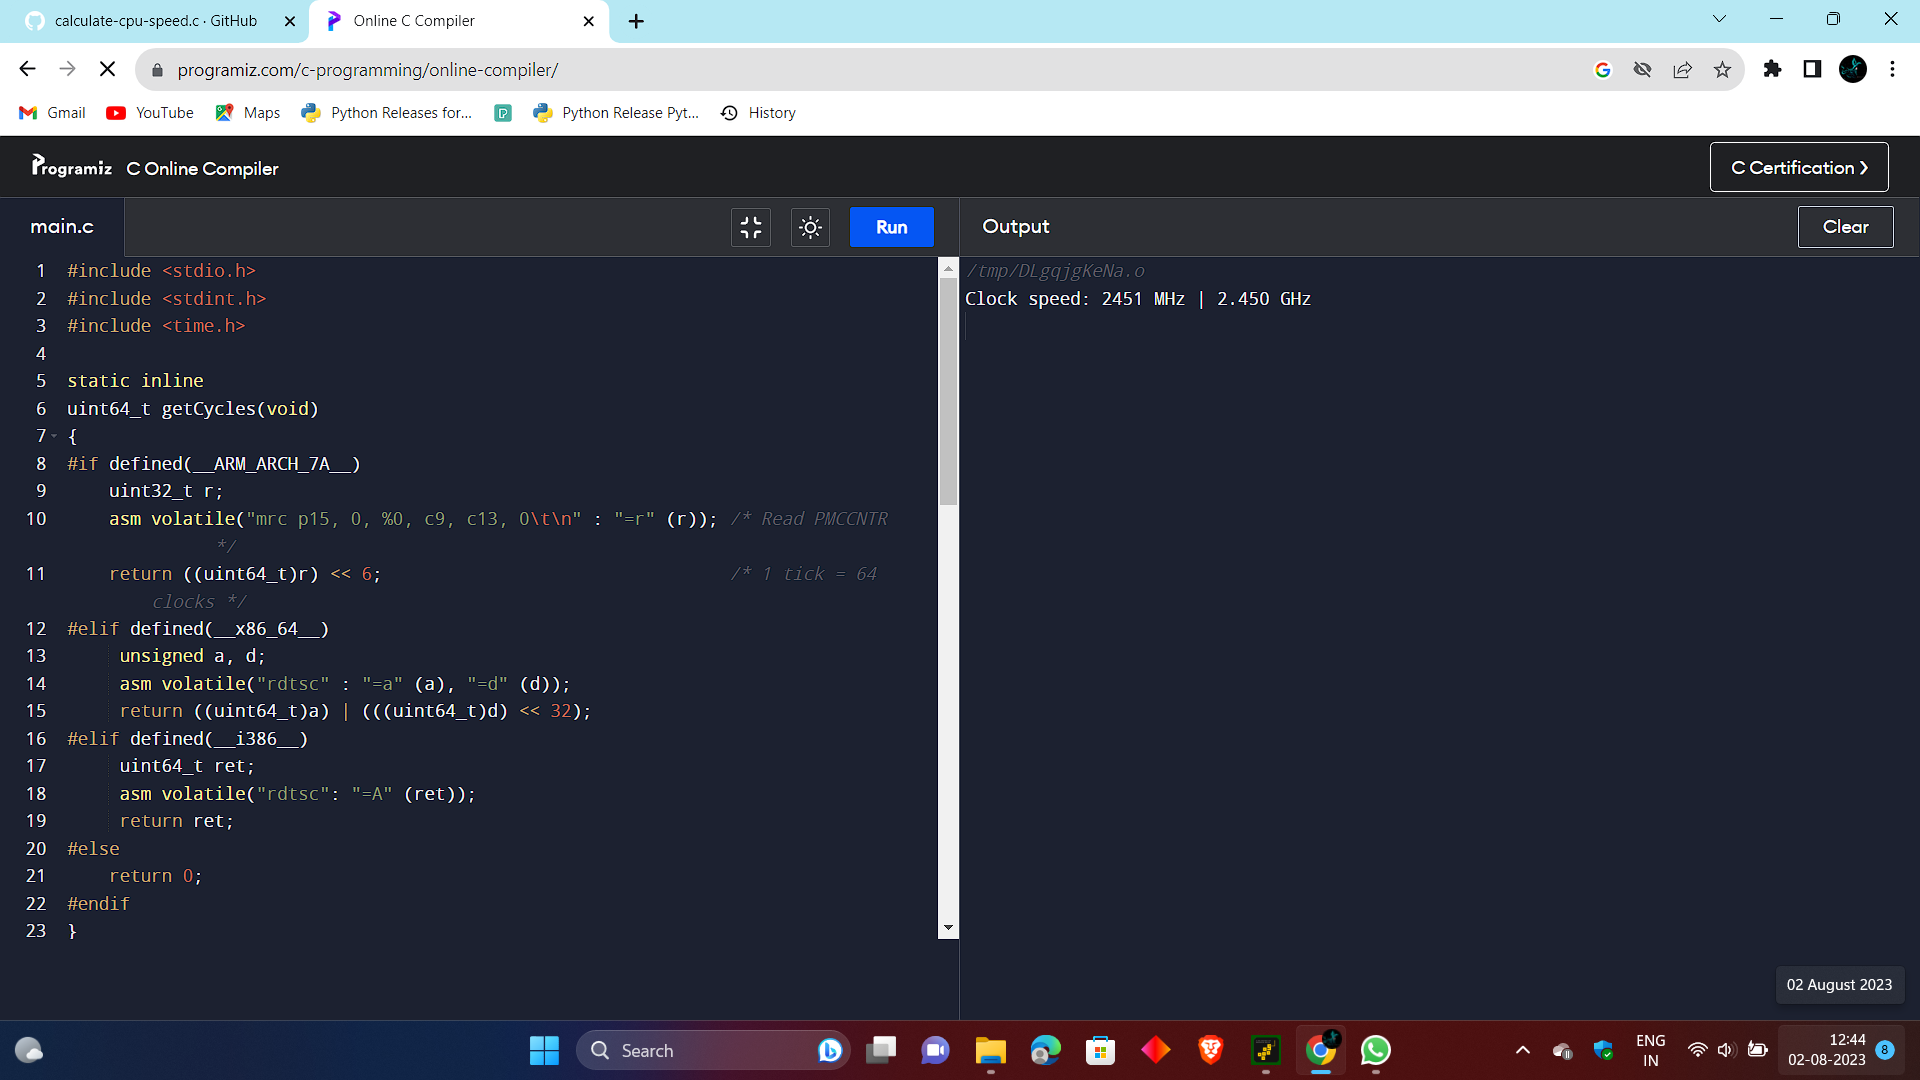 calculate-cpu-speed.c · GitHub
Online C Compiler
programiz.com/c-programming/online-compiler/
Gmail
YouTube
Maps
Python Releases for...
Python Release Pyt...
History
Programiz
C Online Compiler
C Certification
main.c
Run
Output
Clear
1 #include <stdio.h>
2 #include <stdint.h>
3 #include <time.h>
4
5 static inline
6 uint64_t getCycles(void)
7 {
8 #if defined(__ARM_ARCH_7A__)
9     uint32_t r;
10     asm volatile("mrc p15, 0, %0, c9, c13, 0\t\n" : "=r" (r)); /* Read PMCCNTR
*/
11     return ((uint64_t)r) << 6;                                 /* 1 tick = 64
clocks */
12 #elif defined(__x86_64__)
13      unsigned a, d;
14      asm volatile("rdtsc" : "=a" (a), "=d" (d));
15      return ((uint64_t)a) | (((uint64_t)d) << 32);
16 #elif defined(__i386__)
17      uint64_t ret;
18      asm volatile("rdtsc": "=A" (ret));
19      return ret;
20 #else
21     return 0;
22 #endif
23 }
/tmp/DLgqjgKeNa.o
Clock speed: 2451 MHz | 2.450 GHz
02 August 2023
Search
ENG
IN
12:44
02-08-2023
8